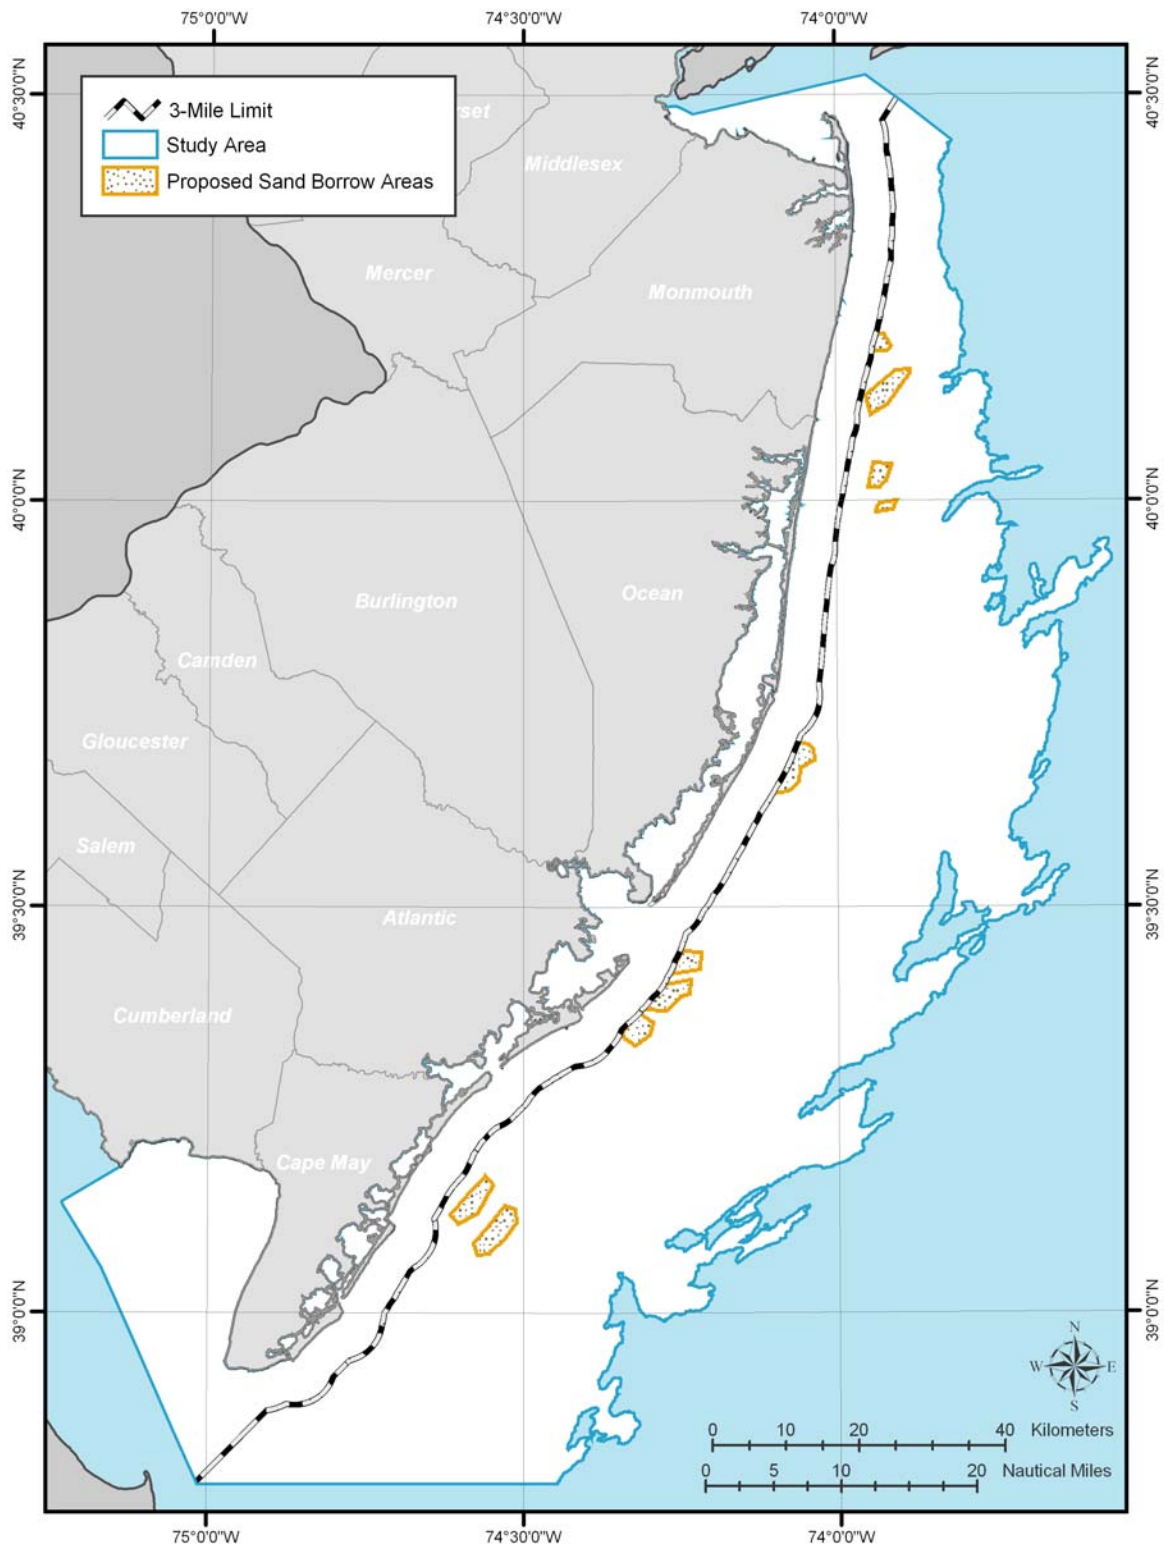 75°0'0"W 74°30'0"W 74°0'0"W
40°30'0"N 40°30'0"N
3-Mile Limit
Study Area
Proposed Sand Borrow Areas
rset
Middlesex
Mercer
Monmouth
40°0'0"N 40°0'0"N
Ocean
Burlington
Camden
Gloucester
Salem
39°30'0"N 39°30'0"N
Atlantic
Cumberland
Cape May
39°0'0"N 39°0'0"N
N
W E
S
0 10 20 40 Kilometers
0 5 10 20 Nautical Miles
75°0'0"W 74°30'0"W 74°0'0"W